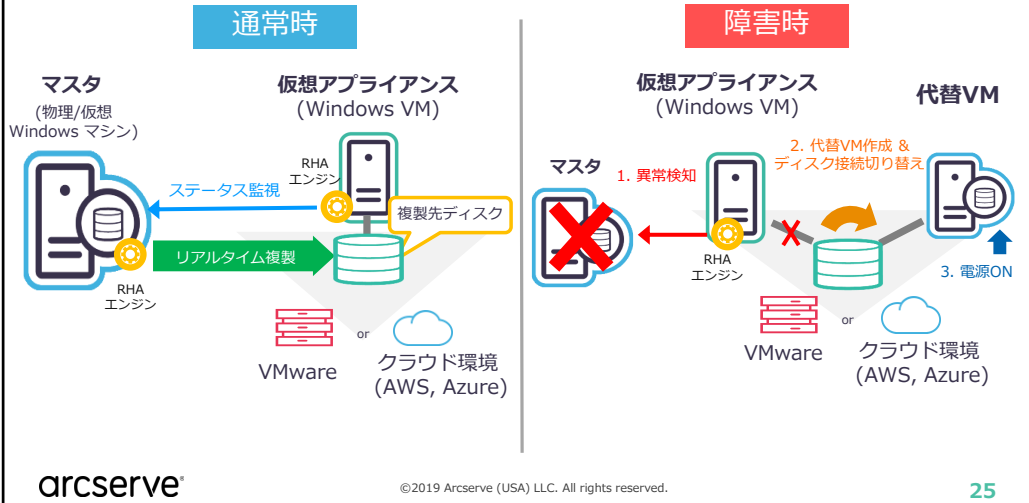 通常時
マスタ
(物理/仮想
Windows マシン)
仮想アプライアンス
(Windows VM)
RHA
エンジン
ステータス監視
複製先ディスク
リアルタイム複製
RHA
エンジン
or
VMware
クラウド環境
(AWS, Azure)
障害時
仮想アプライアンス
(Windows VM)
代替VM
マスタ
1. 異常検知
2. 代替VM作成 &
ディスク接続切り替え
RHA
エンジン
3. 電源ON
or
VMware
クラウド環境
(AWS, Azure)
arcserve®
©2019 Arcserve (USA) LLC. All rights reserved.
25